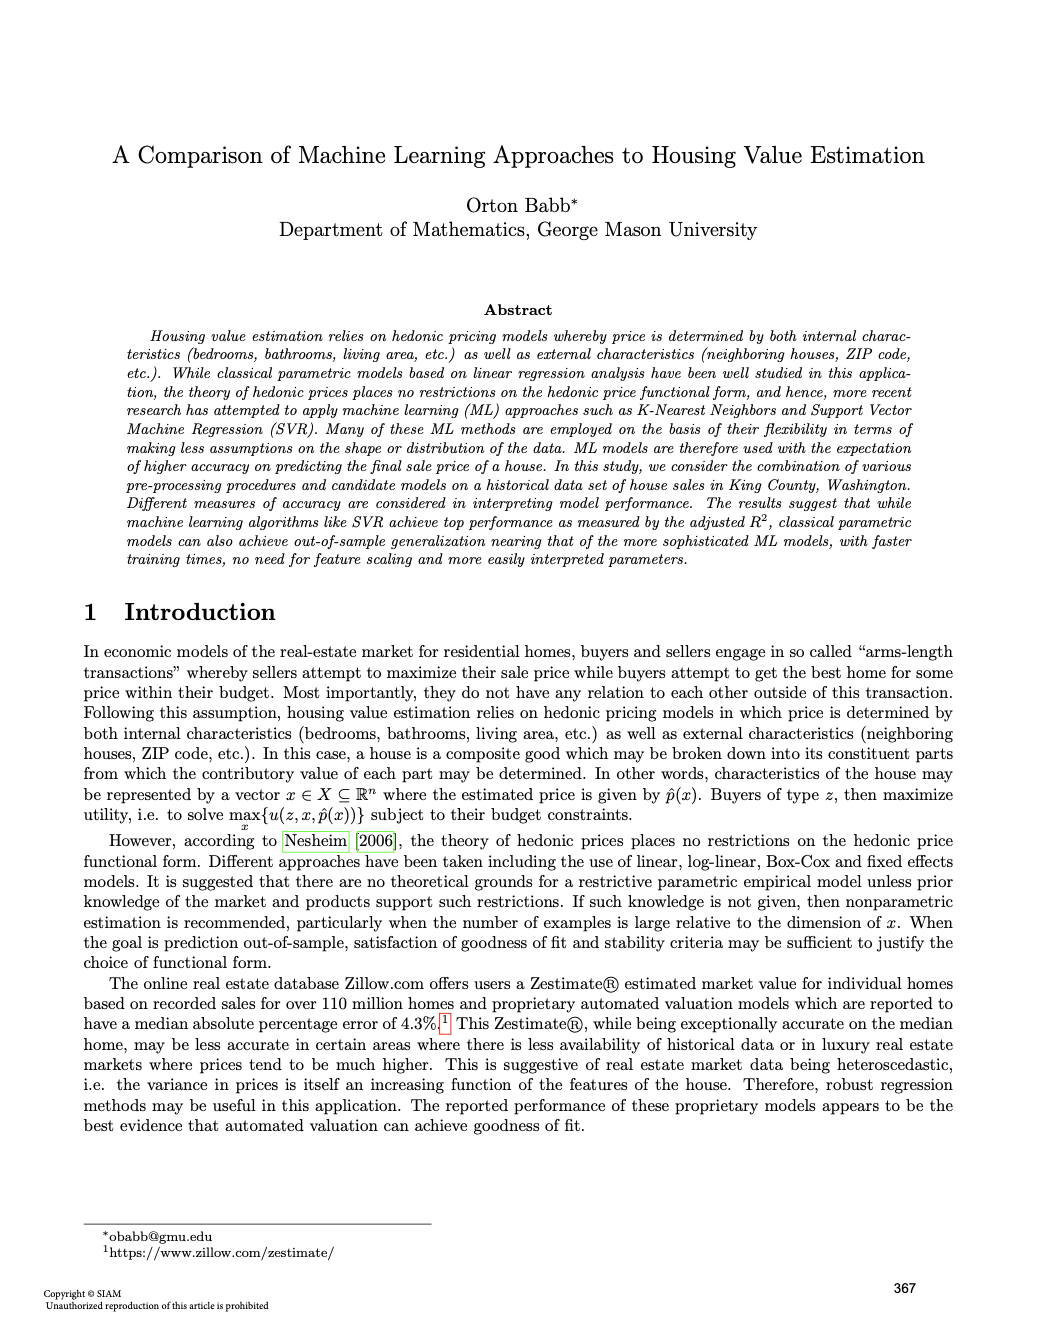 A Comparison of Machine Learning Approaches to Housing Value Estimation
Orton Babb*
Department of Mathematics, George Mason University
Abstract
Housing value estimation relies on hedonic pricing models whereby price is determined by both internal charac-
teristics (bedrooms, bathrooms, living area, etc.) as well as external characteristics (neighboring houses, ZIP code,
etc.). While classical parametric models based on linear regression analysis have been well studied in this applica-
tion, the theory of hedonic prices places no restrictions on the hedonic price functional form, and hence, more recent
research has attempted to apply machine learning (ML) approaches such as K-Nearest Neighbors and Support Vector
Machine Regression (SVR). Many of these ML methods are employed on the basis of their flexibility in terms of
making less assumptions on the shape or distribution of the data. ML models are therefore used with the expectation
of higher accuracy on predicting the final sale price of a house. In this study, we consider the combination of various
pre-processing procedures and candidate models on a historical data set of house sales in King County, Washington.
Different measures of accuracy are considered in interpreting model performance. The results suggest that while
machine learning algorithms like SVR achieve top performance as measured by the adjusted R², classical parametric
models can also achieve out-of-sample generalization nearing that of the more sophisticated ML models, with faster
training times, no need for feature scaling and more easily interpreted parameters.
1 Introduction
In economic models of the real-estate market for residential homes, buyers and sellers engage in so called “arms-length
transactions” whereby sellers attempt to maximize their sale price while buyers attempt to get the best home for some
price within their budget. Most importantly, they do not have any relation to each other outside of this transaction.
Following this assumption, housing value estimation relies on hedonic pricing models in which price is determined by
both internal characteristics (bedrooms, bathrooms, living area, etc.) as well as external characteristics (neighboring
houses, ZIP code, etc.). In this case, a house is a composite good which may be broken down into its constituent parts
from which the contributory value of each part may be determined. In other words, characteristics of the house may
be represented by a vector x ∈ X ⊆ ℝⁿ where the estimated price is given by p̂(x). Buyers of type z, then maximize
utility, i.e. to solve max{u(z, x, p̂(x))} subject to their budget constraints.
x
However, according to Nesheim [2006], the theory of hedonic prices places no restrictions on the hedonic price
functional form. Different approaches have been taken including the use of linear, log-linear, Box-Cox and fixed effects
models. It is suggested that there are no theoretical grounds for a restrictive parametric empirical model unless prior
knowledge of the market and products support such restrictions. If such knowledge is not given, then nonparametric
estimation is recommended, particularly when the number of examples is large relative to the dimension of x. When
the goal is prediction out-of-sample, satisfaction of goodness of fit and stability criteria may be sufficient to justify the
choice of functional form.
The online real estate database Zillow.com offers users a Zestimate® estimated market value for individual homes
based on recorded sales for over 110 million homes and proprietary automated valuation models which are reported to
have a median absolute percentage error of 4.3%.¹ This Zestimate®, while being exceptionally accurate on the median
home, may be less accurate in certain areas where there is less availability of historical data or in luxury real estate
markets where prices tend to be much higher. This is suggestive of real estate market data being heteroscedastic,
i.e. the variance in prices is itself an increasing function of the features of the house. Therefore, robust regression
methods may be useful in this application. The reported performance of these proprietary models appears to be the
best evidence that automated valuation can achieve goodness of fit.
*obabb@gmu.edu
¹https://www.zillow.com/zestimate/
367
Copyright © SIAM
Unauthorized reproduction of this article is prohibited